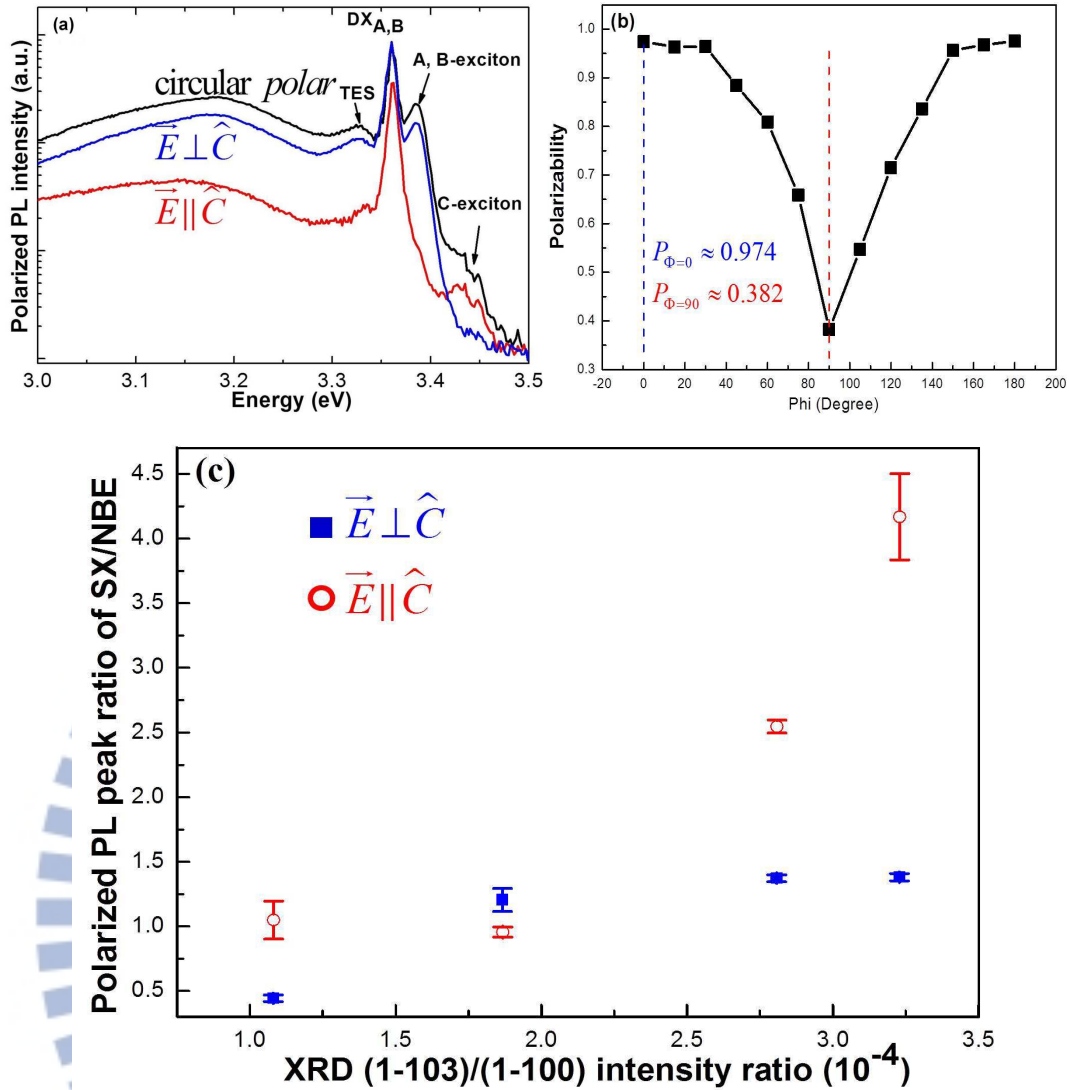 (a)
DX A,B
A, B-exciton
circular polar
TES
E⊥Ĉ
E||Ĉ
C-exciton
Polarized PL intensity (a.u.)
3.0 3.1 3.2 3.3 3.4 3.5
Energy (eV)
(b)
1.0
0.9
0.8
0.7
0.6
0.5
0.4
0.3
Polarizability
P Φ=0 ≈ 0.974
P Φ=90 ≈ 0.382
-20 0 20 40 60 80 100 120 140 160 180 200
Phi (Degree)
(c)
E⊥Ĉ
E||Ĉ
4.5
4.0
3.5
3.0
2.5
2.0
1.5
1.0
0.5
Polarized PL peak ratio of SX/NBE
1.0 1.5 2.0 2.5 3.0 3.5
XRD (1-103)/(1-100) intensity ratio (10⁻⁴)